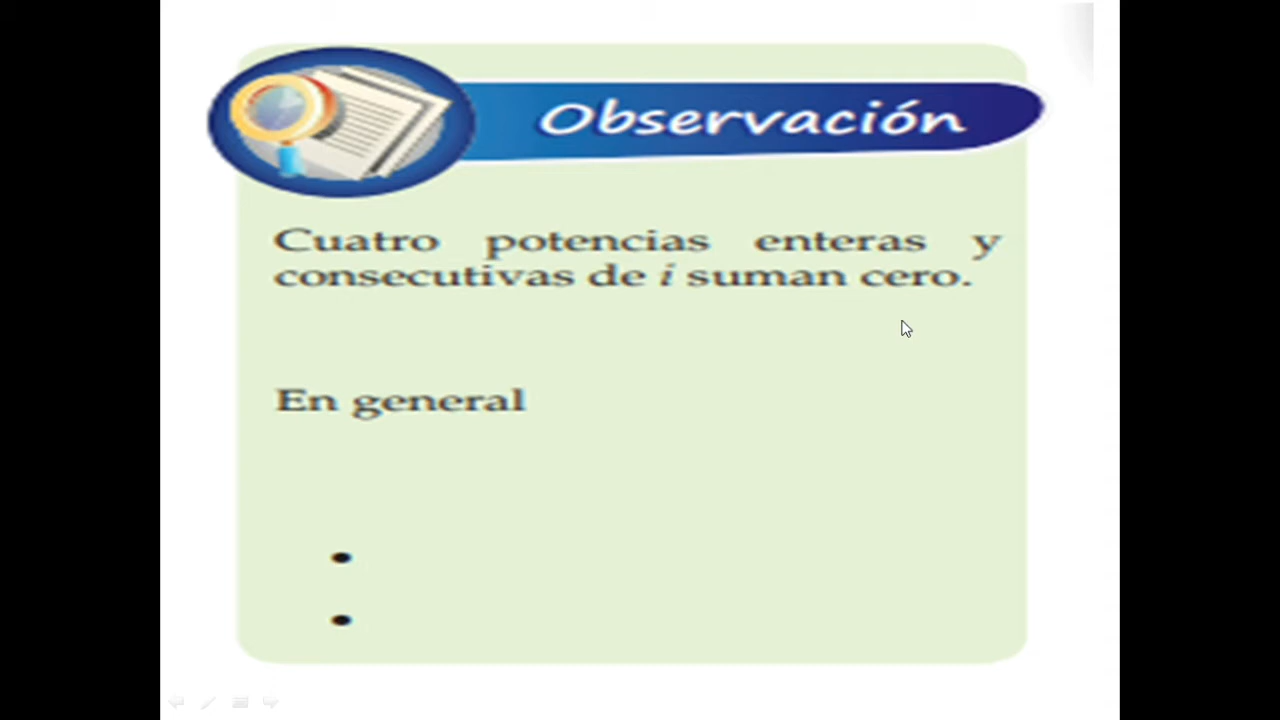 Observación
Cuatro potencias enteras y
consecutivas de i suman cero.
En general
•
•